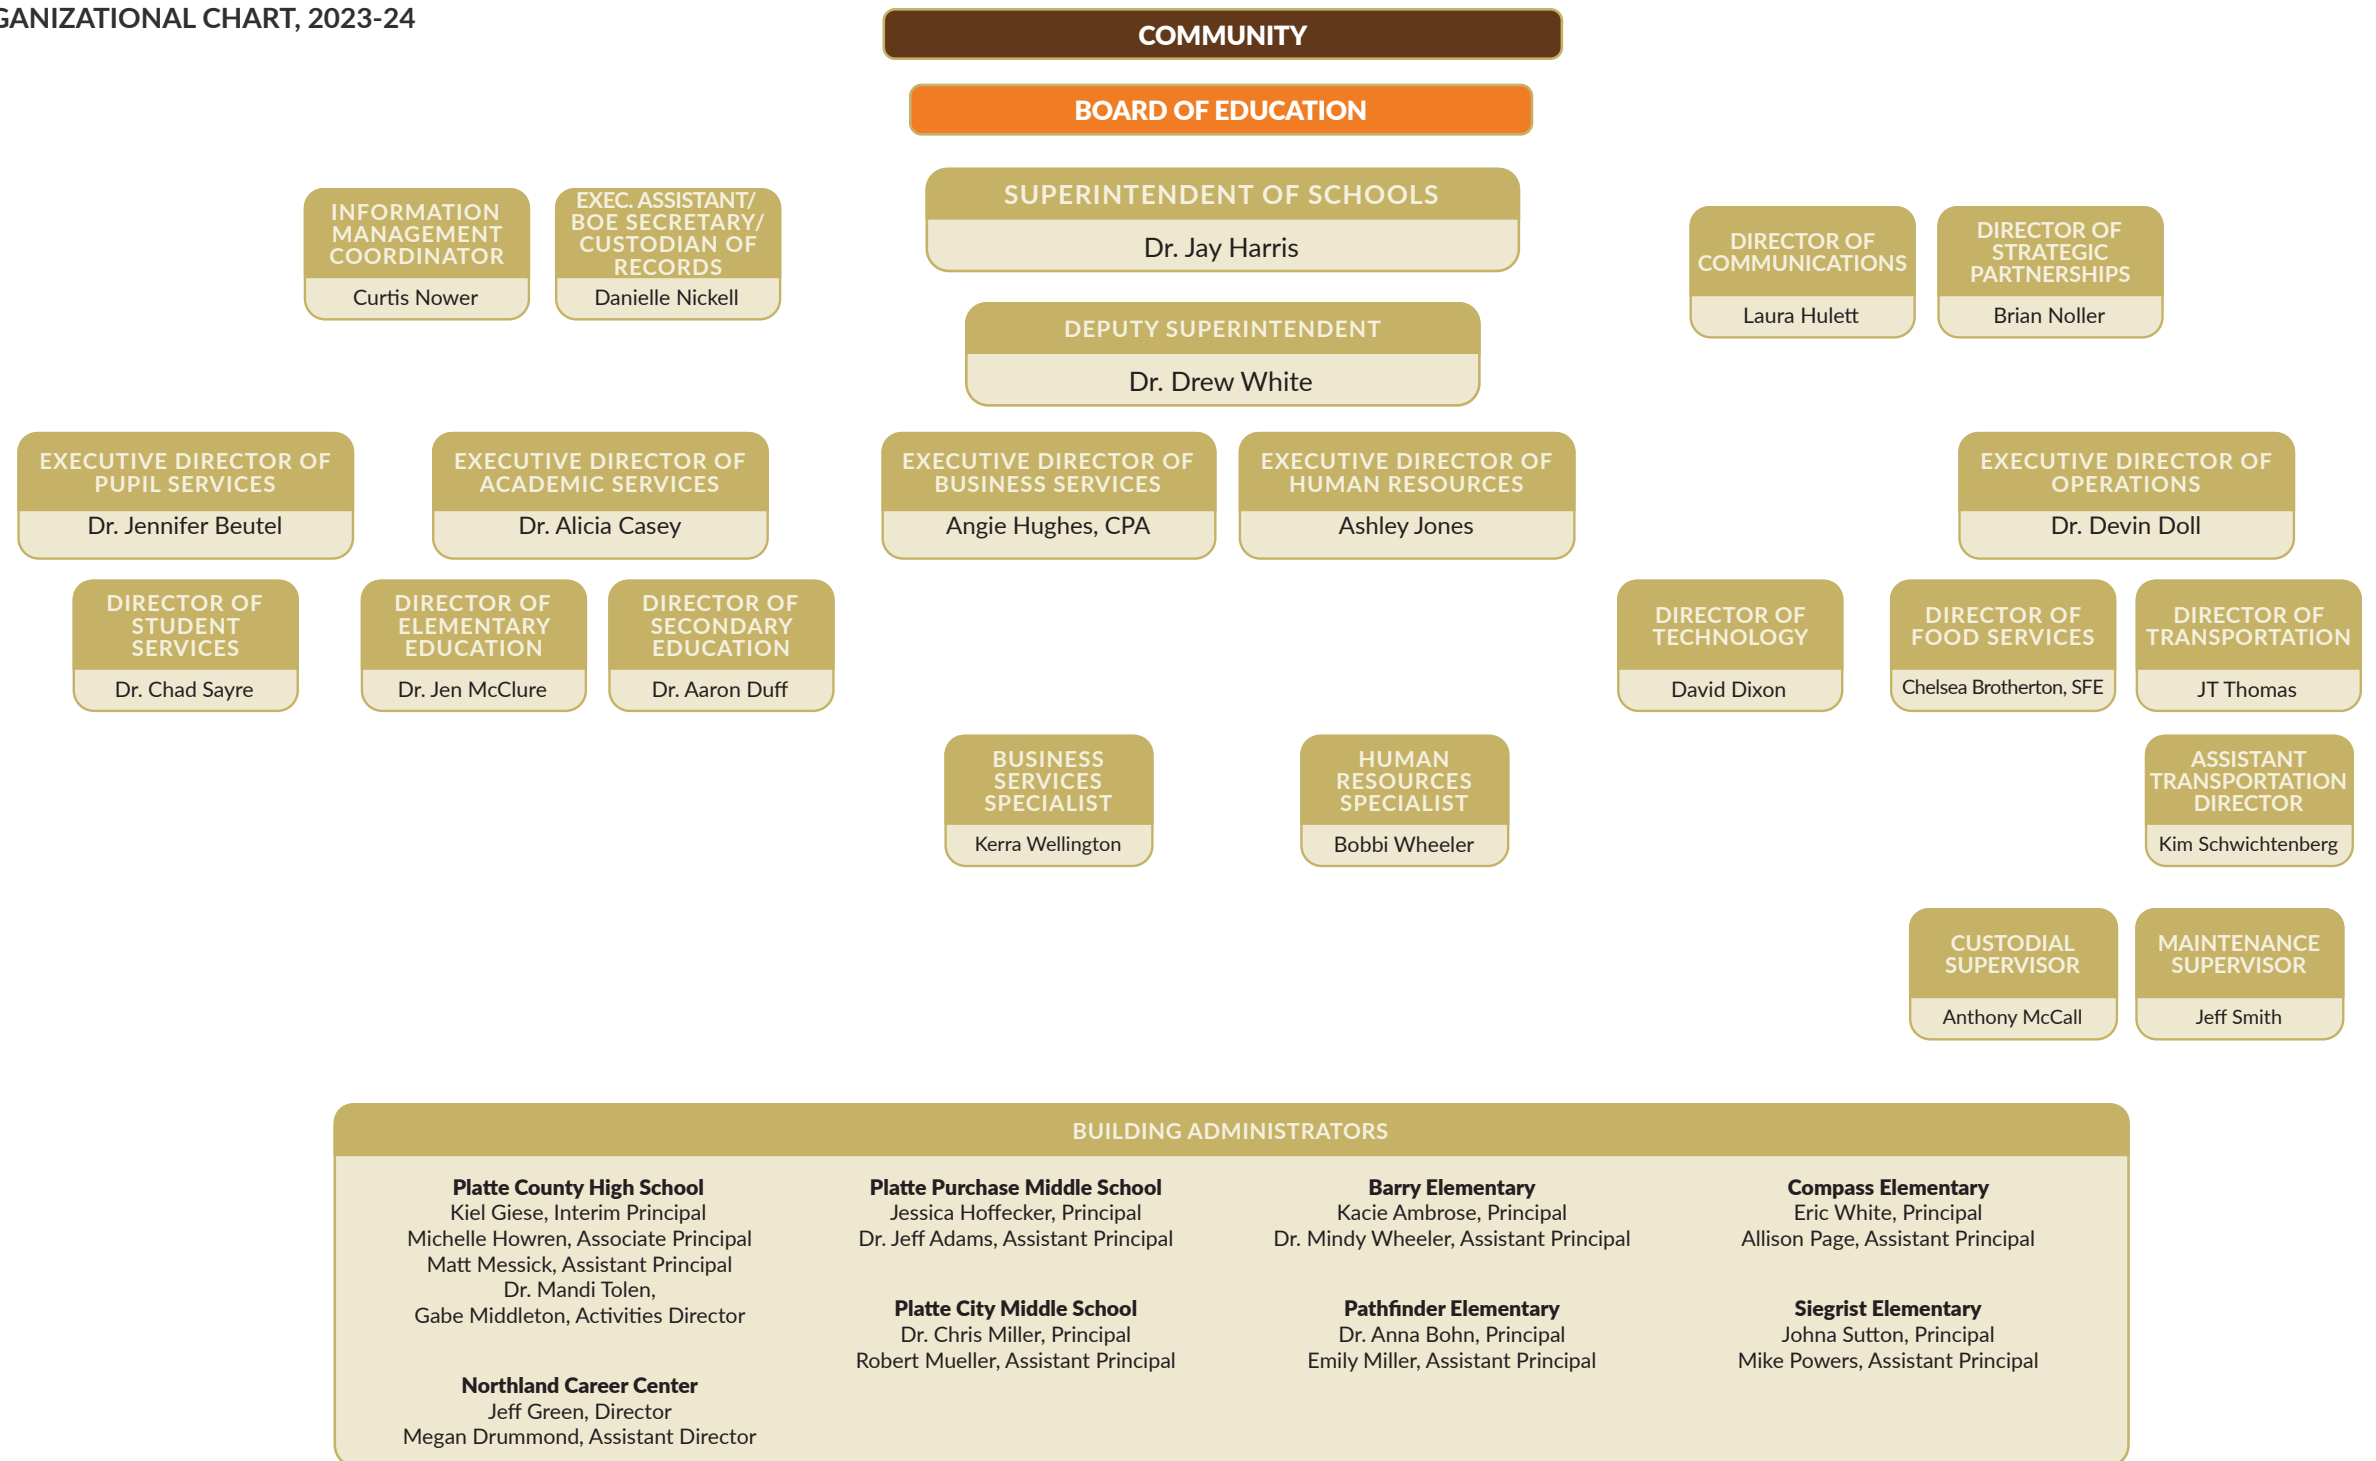 GANIZATIONAL CHART, 2023-24
COMMUNITY
BOARD OF EDUCATION
SUPERINTENDENT OF SCHOOLS
Dr. Jay Harris
INFORMATION
MANAGEMENT
COORDINATOR
Curtis Nower
EXEC. ASSISTANT/
BOE SECRETARY/
CUSTODIAN OF
RECORDS
Danielle Nickell
DIRECTOR OF
COMMUNICATIONS
Laura Hulett
DIRECTOR OF
STRATEGIC
PARTNERSHIPS
Brian Noller
DEPUTY SUPERINTENDENT
Dr. Drew White
EXECUTIVE DIRECTOR OF
PUPIL SERVICES
Dr. Jennifer Beutel
EXECUTIVE DIRECTOR OF
ACADEMIC SERVICES
Dr. Alicia Casey
EXECUTIVE DIRECTOR OF
BUSINESS SERVICES
Angie Hughes, CPA
EXECUTIVE DIRECTOR OF
HUMAN RESOURCES
Ashley Jones
EXECUTIVE DIRECTOR OF
OPERATIONS
Dr. Devin Doll
DIRECTOR OF
STUDENT
SERVICES
Dr. Chad Sayre
DIRECTOR OF
ELEMENTARY
EDUCATION
Dr. Jen McClure
DIRECTOR OF
SECONDARY
EDUCATION
Dr. Aaron Duff
DIRECTOR OF
TECHNOLOGY
David Dixon
DIRECTOR OF
FOOD SERVICES
Chelsea Brotherton, SFE
DIRECTOR OF
TRANSPORTATION
JT Thomas
BUSINESS
SERVICES
SPECIALIST
Kerra Wellington
HUMAN
RESOURCES
SPECIALIST
Bobbi Wheeler
ASSISTANT
TRANSPORTATION
DIRECTOR
Kim Schwichtenberg
CUSTODIAL
SUPERVISOR
Anthony McCall
MAINTENANCE
SUPERVISOR
Jeff Smith
BUILDING ADMINISTRATORS
Platte County High School
Kiel Giese, Interim Principal
Michelle Howren, Associate Principal
Matt Messick, Assistant Principal
Dr. Mandi Tolen,
Gabe Middleton, Activities Director
Northland Career Center
Jeff Green, Director
Megan Drummond, Assistant Director
Platte Purchase Middle School
Jessica Hoffecker, Principal
Dr. Jeff Adams, Assistant Principal
Platte City Middle School
Dr. Chris Miller, Principal
Robert Mueller, Assistant Principal
Barry Elementary
Kacie Ambrose, Principal
Dr. Mindy Wheeler, Assistant Principal
Pathfinder Elementary
Dr. Anna Bohn, Principal
Emily Miller, Assistant Principal
Compass Elementary
Eric White, Principal
Allison Page, Assistant Principal
Siegrist Elementary
Johna Sutton, Principal
Mike Powers, Assistant Principal